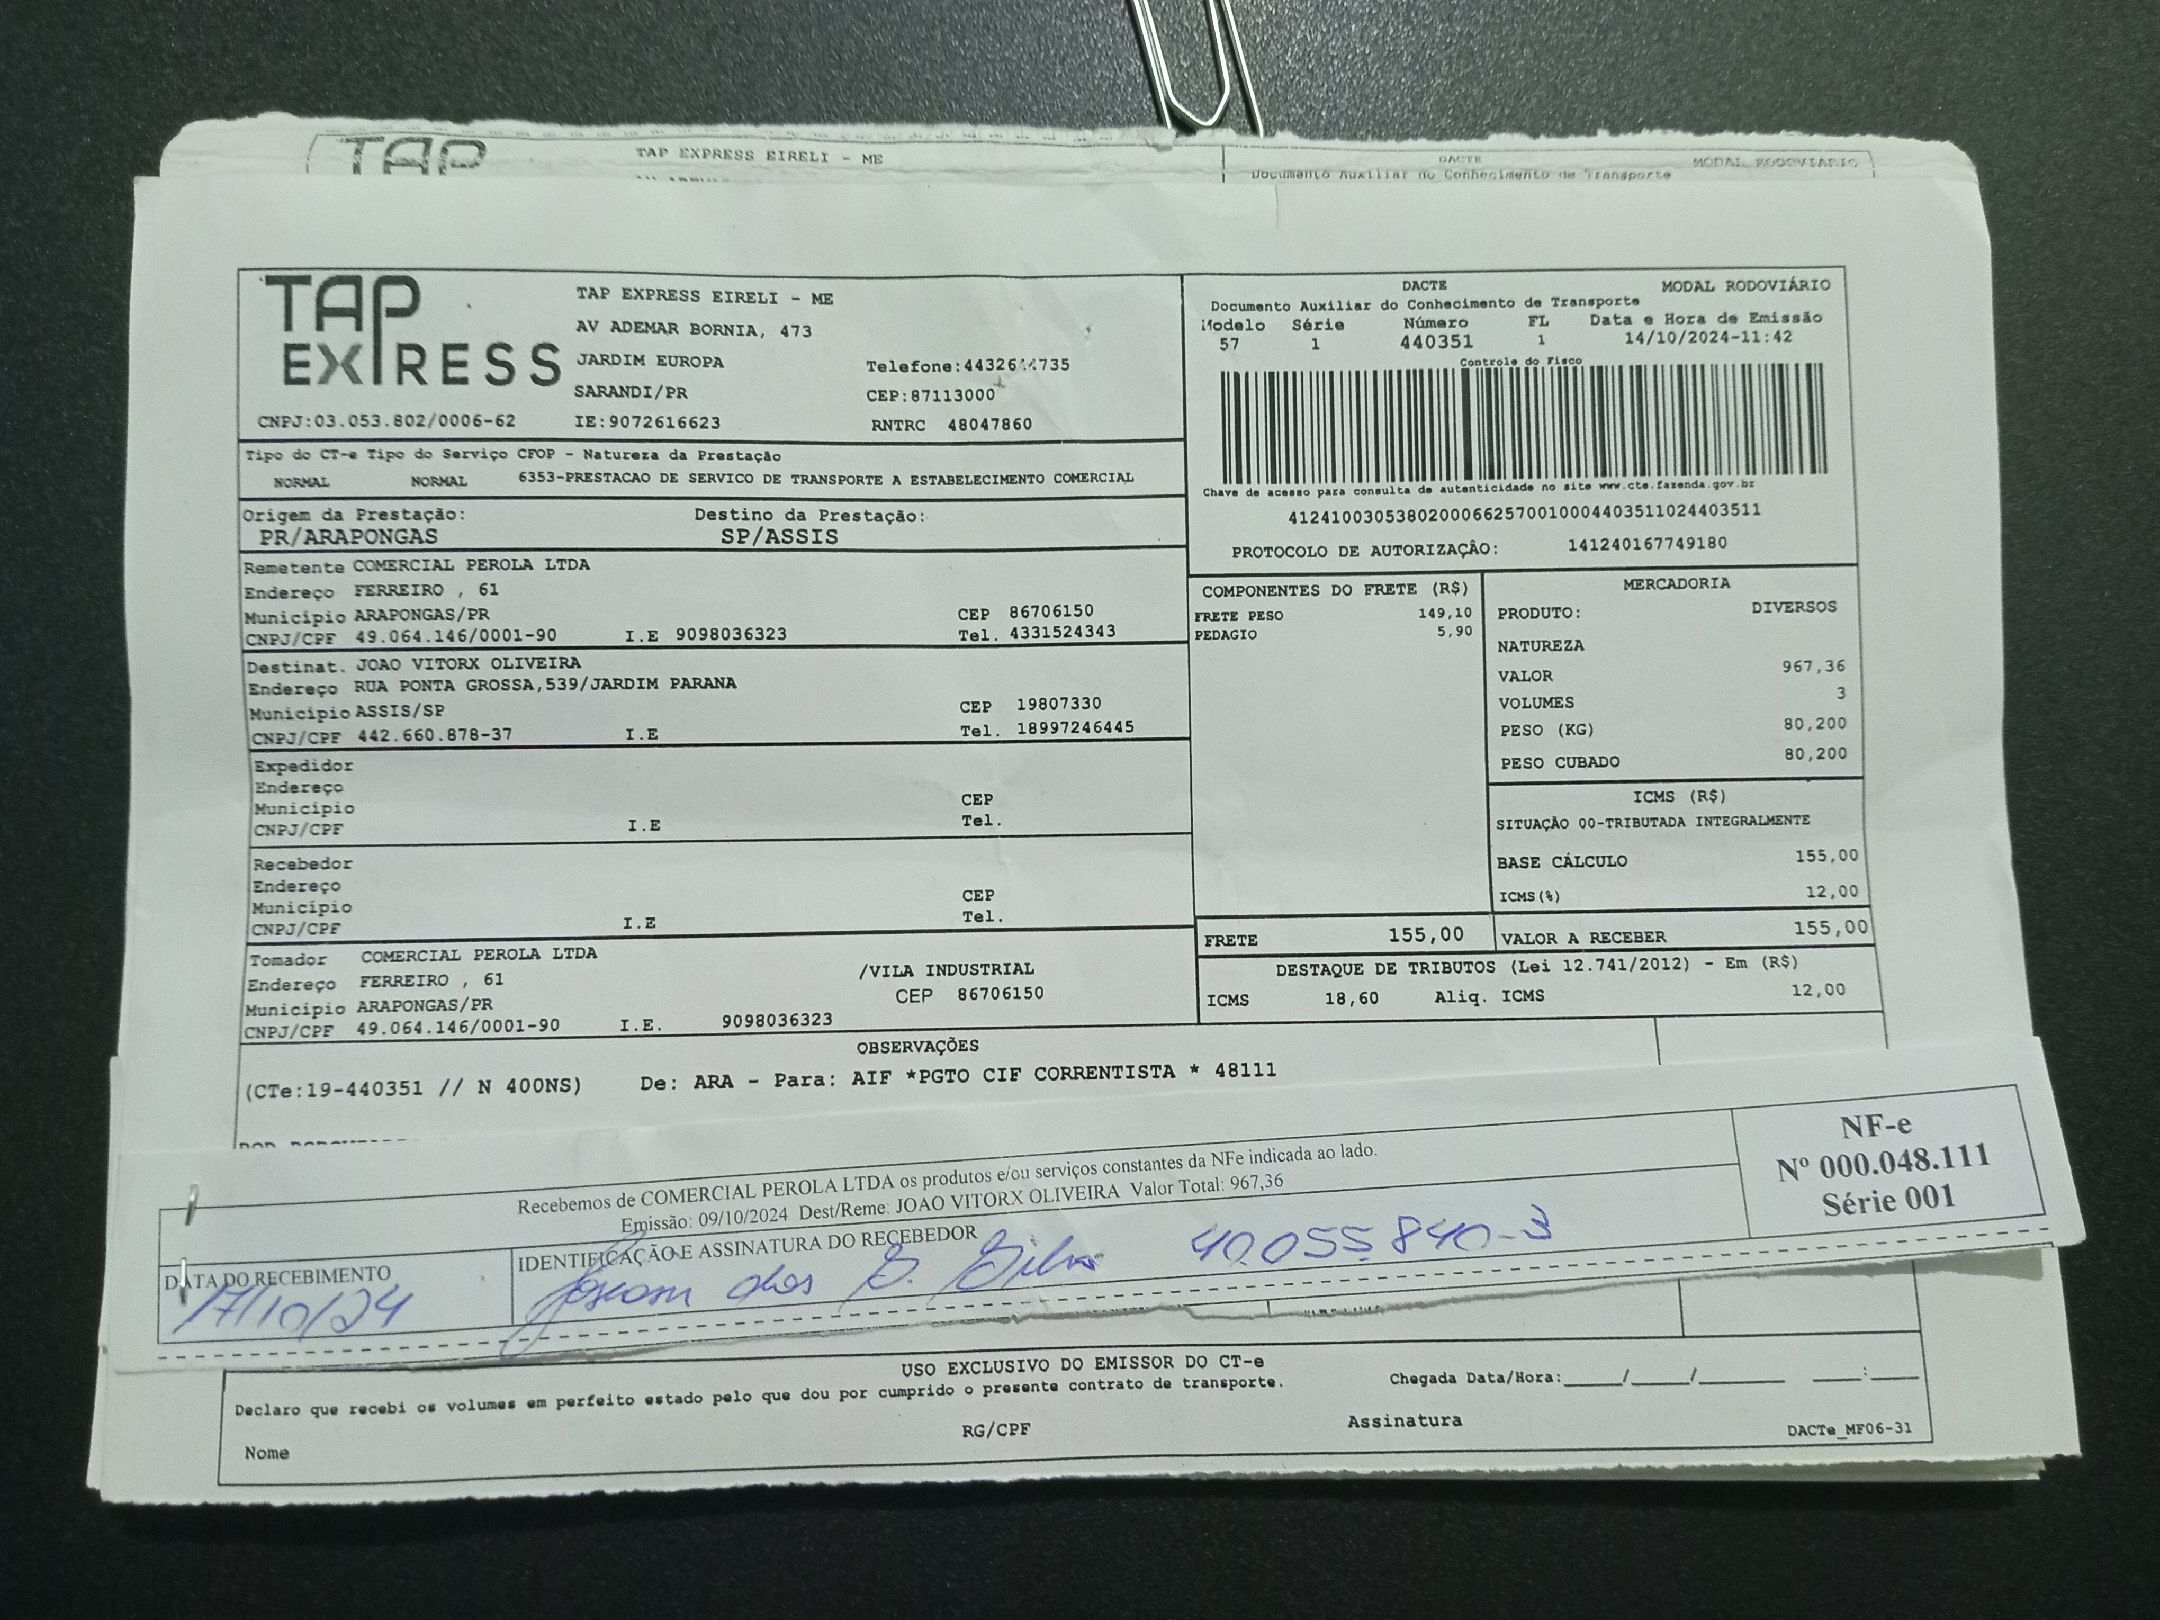 TAP EXPRESS EIRELI - ME
DACTE
MODAL RODOVIÁRIO
TAP
Documento Auxiliar do Conhecimento de Transporte
TAP EXPRESS
TAP EXPRESS EIRELI - ME
AV ADEMAR BORNIA, 473
JARDIM EUROPA
Telefone:
SARANDI/PR
CEP:87113000
CNPJ:03.053.802/0006-62
IE:9072616623
RNTRC 48047860
DACTE
MODAL RODOVIÁRIO
Documento Auxiliar do Conhecimento de Transporte
Modelo Série Número FL Data e Hora de Emissão
57 1 440351 1 14/10/2024-11:42
Controle do Fisco
Chave de acesso para consulta de autenticidade no site www.cte.fazenda.gov.br
41241003053802000662570010004403511024403511
PROTOCOLO DE AUTORIZAÇÂO: 141240167749180
Tipo do CT-e Tipo do Serviço CFOP - Natureza da Prestação
NORMAL NORMAL 6353-PRESTACAO DE SERVICO DE TRANSPORTE A ESTABELECIMENTO COMERCIAL
Origem da Prestação: Destino da Prestação:
PR/ARAPONGAS SP/ASSIS
Remetente COMERCIAL PEROLA LTDA
Endereço FERREIRO , 61
Município ARAPONGAS/PR CEP 86706150
CNPJ/CPF 49.064.146/0001-90 I.E 9098036323 Tel. 4331524343
Destinat. JOAO VITORX OLIVEIRA
Endereço RUA PONTA GROSSA,539/JARDIM PARANA
Município ASSIS/SP CEP 19807330
CNPJ/CPF 442.660.878-37 I.E Tel. 18997246445
Expedidor
Endereço
Município CEP
CNPJ/CPF I.E Tel.
Recebedor
Endereço
Município CEP
CNPJ/CPF I.E Tel.
Tomador COMERCIAL PEROLA LTDA
Endereço FERREIRO , 61 /VILA INDUSTRIAL
Município ARAPONGAS/PR CEP 86706150
CNPJ/CPF 49.064.146/0001-90 I.E. 9098036323
COMPONENTES DO FRETE (R$)
FRETE PESO 149,10
PEDAGIO 5,90
MERCADORIA
PRODUTO: DIVERSOS
NATUREZA
VALOR 967,36
VOLUMES 3
PESO (KG) 80,200
PESO CUBADO 80,200
ICMS (R$)
SITUAÇÃO 00-TRIBUTADA INTEGRALMENTE
BASE CÁLCULO 155,00
ICMS(%) 12,00
FRETE 155,00 VALOR A RECEBER 155,00
DESTAQUE DE TRIBUTOS (Lei 12.741/2012) - Em (R$)
ICMS 18,60 Aliq. ICMS 12,00
OBSERVAÇÕES
(CTe:19-440351 // N 400NS) De: ARA - Para: AIF *PGTO CIF CORRENTISTA * 48111
Recebemos de COMERCIAL PEROLA LTDA os produtos e/ou serviços constantes da NFe indicada ao lado.
Emissão: 09/10/2024 Dest/Reme: JOAO VITORX OLIVEIRA Valor Total: 967,36
NF-e
Nº 000.048.111
Série 001
DATA DO RECEBIMENTO
17/10/24
IDENTIFICAÇÃO E ASSINATURA DO RECEBEDOR
dos S. Silva 40.055.840-3
USO EXCLUSIVO DO EMISSOR DO CT-e
Declaro que recebi os volumes em perfeito estado pelo que dou por cumprido o presente contrato de transporte.
Chegada Data/Hora:_____/_____/_______ ____:____
Nome RG/CPF Assinatura
DACTe_MF06-31